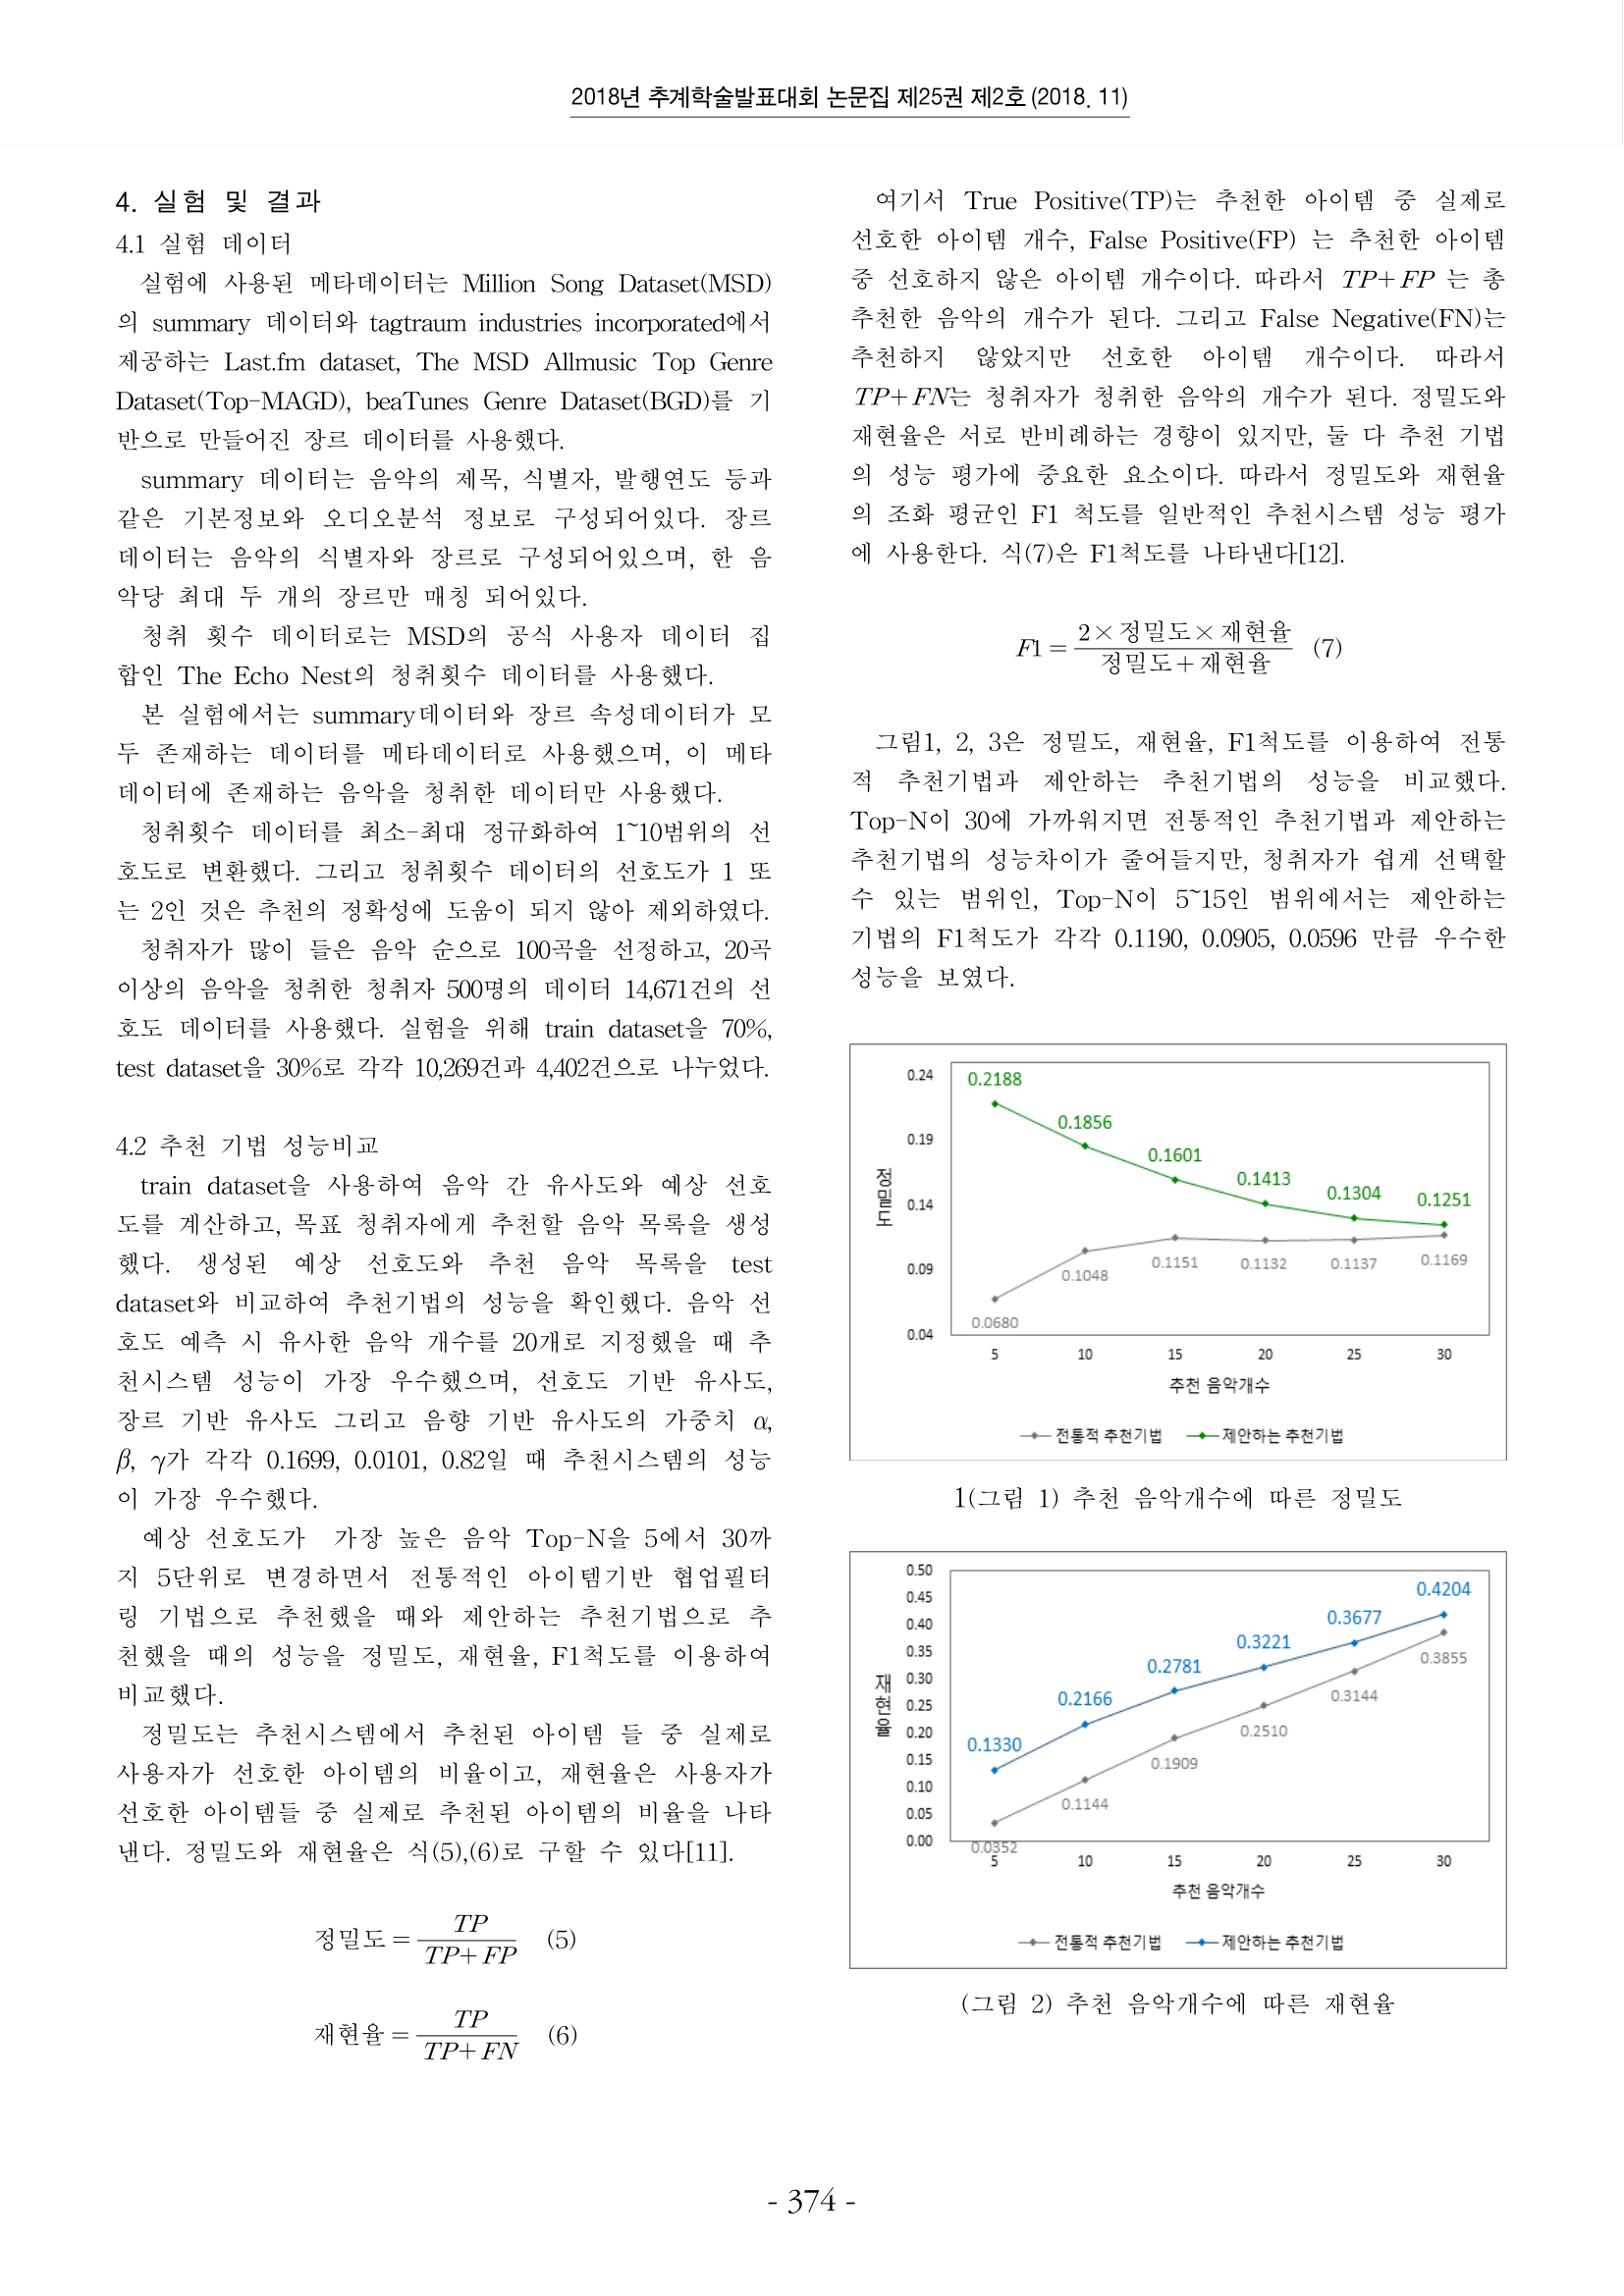 2018년 추계학술발표대회 논문집 제25권 제2호 (2018. 11)
4. 실험 및 결과
4.1 실험 데이터
실험에 사용된 메타데이터는 Million Song Dataset(MSD)
의 summary 데이터와 tagtraum industries incorporated에서
제공하는 Last.fm dataset, The MSD Allmusic Top Genre
Dataset(Top-MAGD), beaTunes Genre Dataset(BGD)를 기
반으로 만들어진 장르 데이터를 사용했다.
summary 데이터는 음악의 제목, 식별자, 발행연도 등과
같은 기본정보와 오디오분석 정보로 구성되어있다. 장르
데이터는 음악의 식별자와 장르로 구성되어있으며, 한 음
악당 최대 두 개의 장르만 매칭 되어있다.
청취 횟수 데이터로는 MSD의 공식 사용자 데이터 집
합인 The Echo Nest의 청취횟수 데이터를 사용했다.
본 실험에서는 summary데이터와 장르 속성데이터가 모
두 존재하는 데이터를 메타데이터로 사용했으며, 이 메타
데이터에 존재하는 음악을 청취한 데이터만 사용했다.
청취횟수 데이터를 최소-최대 정규화하여 1~10범위의 선
호도로 변환했다. 그리고 청취횟수 데이터의 선호도가 1 또
는 2인 것은 추천의 정확성에 도움이 되지 않아 제외하였다.
청취자가 많이 들은 음악 순으로 100곡을 선정하고, 20곡
이상의 음악을 청취한 청취자 500명의 데이터 14,671건의 선
호도 데이터를 사용했다. 실험을 위해 train dataset을 70%,
test dataset을 30%로 각각 10,269건과 4,402건으로 나누었다.
4.2 추천 기법 성능비교
train dataset을 사용하여 음악 간 유사도와 예상 선호
도를 계산하고, 목표 청취자에게 추천할 음악 목록을 생성
했다. 생성된 예상 선호도와 추천 음악 목록을 test
dataset와 비교하여 추천기법의 성능을 확인했다. 음악 선
호도 예측 시 유사한 음악 개수를 20개로 지정했을 때 추
천시스템 성능이 가장 우수했으며, 선호도 기반 유사도,
장르 기반 유사도 그리고 음향 기반 유사도의 가중치 α,
β, γ가 각각 0.1699, 0.0101, 0.82일 때 추천시스템의 성능
이 가장 우수했다.
예상 선호도가 가장 높은 음악 Top-N을 5에서 30까
지 5단위로 변경하면서 전통적인 아이템기반 협업필터
링 기법으로 추천했을 때와 제안하는 추천기법으로 추
천했을 때의 성능을 정밀도, 재현율, F1척도를 이용하여
비교했다.
정밀도는 추천시스템에서 추천된 아이템 들 중 실제로
사용자가 선호한 아이템의 비율이고, 재현율은 사용자가
선호한 아이템들 중 실제로 추천된 아이템의 비율을 나타
낸다. 정밀도와 재현율은 식(5),(6)로 구할 수 있다[11].
정밀도 = TP / TP+FP (5)
재현율 = TP / TP+FN (6)
여기서 True Positive(TP)는 추천한 아이템 중 실제로
선호한 아이템 개수, False Positive(FP) 는 추천한 아이템
중 선호하지 않은 아이템 개수이다. 따라서 TP+FP 는 총
추천한 음악의 개수가 된다. 그리고 False Negative(FN)는
추천하지 않았지만 선호한 아이템 개수이다. 따라서
TP+FN는 청취자가 청취한 음악의 개수가 된다. 정밀도와
재현율은 서로 반비례하는 경향이 있지만, 둘 다 추천 기법
의 성능 평가에 중요한 요소이다. 따라서 정밀도와 재현율
의 조화 평균인 F1 척도를 일반적인 추천시스템 성능 평가
에 사용한다. 식(7)은 F1척도를 나타낸다[12].
F1 = 2×정밀도×재현율 / 정밀도+재현율 (7)
그림1, 2, 3은 정밀도, 재현율, F1척도를 이용하여 전통
적 추천기법과 제안하는 추천기법의 성능을 비교했다.
Top-N이 30에 가까워지면 전통적인 추천기법과 제안하는
추천기법의 성능차이가 줄어들지만, 청취자가 쉽게 선택할
수 있는 범위인, Top-N이 5~15인 범위에서는 제안하는
기법의 F1척도가 각각 0.1190, 0.0905, 0.0596 만큼 우수한
성능을 보였다.
0.24
0.19
0.14
0.09
0.04
정밀도
0.2188
0.1856
0.1601
0.1413
0.1304
0.1251
0.0680
0.1048
0.1151
0.1132
0.1137
0.1169
5 10 15 20 25 30
추천 음악개수
전통적 추천기법 제안하는 추천기법
1(그림 1) 추천 음악개수에 따른 정밀도
0.50
0.45
0.40
0.35
0.30
0.25
0.20
0.15
0.10
0.05
0.00
재현율
0.1330
0.2166
0.2781
0.3221
0.3677
0.4204
0.0352
0.1144
0.1909
0.2510
0.3144
0.3855
5 10 15 20 25 30
추천 음악개수
전통적 추천기법 제안하는 추천기법
(그림 2) 추천 음악개수에 따른 재현율
- 374 -